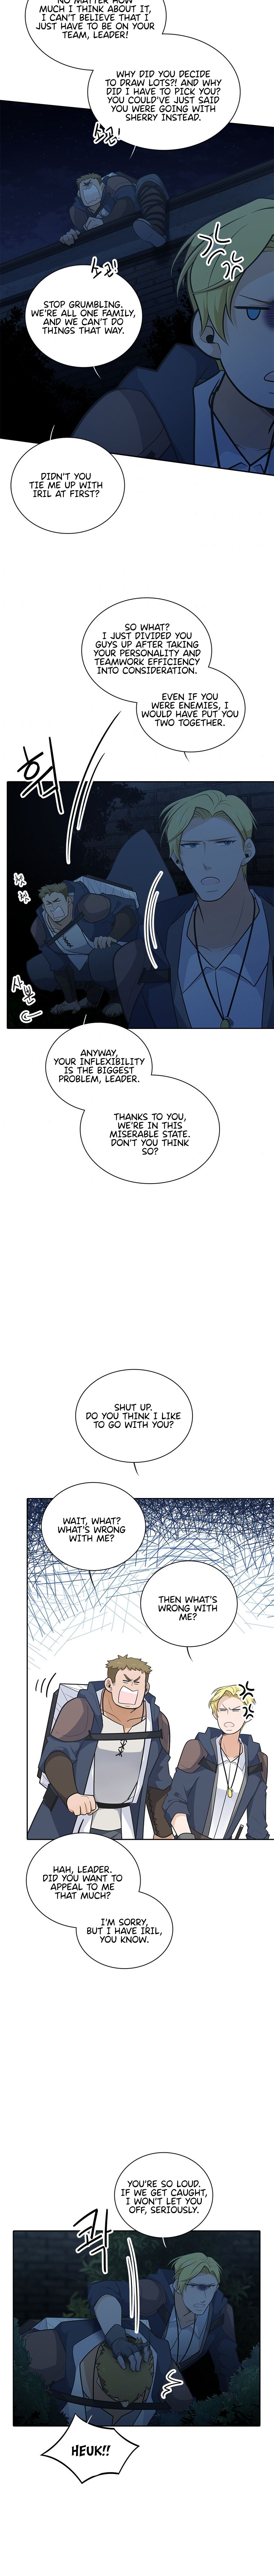 NO MATTER HOW
MUCH I THINK ABOUT IT,
I CAN'T BELIEVE THAT I
JUST HAVE TO BE ON YOUR
TEAM, LEADER!
WHY DID YOU DECIDE
TO DRAW LOTS?! AND WHY
DID I HAVE TO PICK YOU?
YOU COULD'VE JUST SAID
YOU WERE GOING WITH
SHERRY INSTEAD.
소곤!
소곤!
STOP GRUMBLING.
WE'RE ALL ONE FAMILY,
AND WE CAN'T DO
THINGS THAT WAY.
DIDN'T YOU
TIE ME UP WITH
IRIL AT FIRST?
SO WHAT?
I JUST DIVIDED YOU
GUYS UP AFTER TAKING
YOUR PERSONALITY AND
TEAMWORK EFFICIENCY
INTO CONSIDERATION.
EVEN IF YOU
WERE ENEMIES, I
WOULD HAVE PUT YOU
TWO TOGETHER.
휙
ANYWAY,
YOUR INFLEXIBILITY
IS THE BIGGEST
PROBLEM, LEADER.
THANKS TO YOU,
WE'RE IN THIS
MISERABLE STATE.
DON'T YOU THINK
SO?
SHUT UP.
DO YOU THINK I LIKE
TO GO WITH YOU?
WAIT, WHAT?
WHAT'S WRONG
WITH ME?
THEN WHAT'S
WRONG WITH
ME?
HAH, LEADER.
DID YOU WANT TO
APPEAL TO ME
THAT MUCH?
I'M SORRY,
BUT I HAVE IRIL,
YOU KNOW.
YOU'RE SO LOUD.
IF WE GET CAUGHT,
I WON'T LET YOU
OFF, SERIOUSLY.
콱
HEUK!!